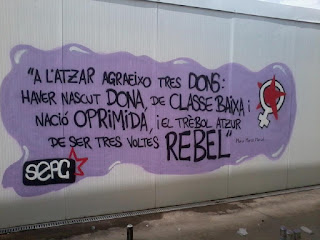 "A L'ATZAR AGRAEIXO TRES DONS:
HAVER NASCUT DONA, DE CLASSE BAIXA i
NACIÓ OPRIMIDA, i EL TRÈBOL ATZUR
DE SER TRES VOLTES REBEL"
SEPC